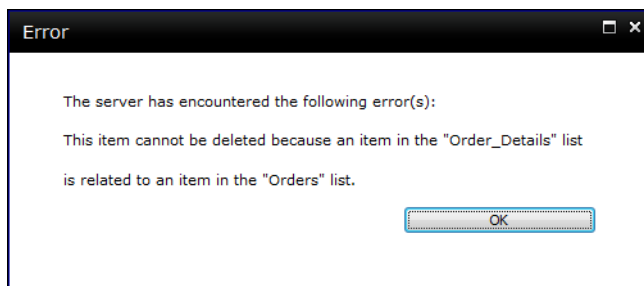 Error
The server has encountered the following error(s):
This item cannot be deleted because an item in the "Order_Details" list
is related to an item in the "Orders" list.
OK